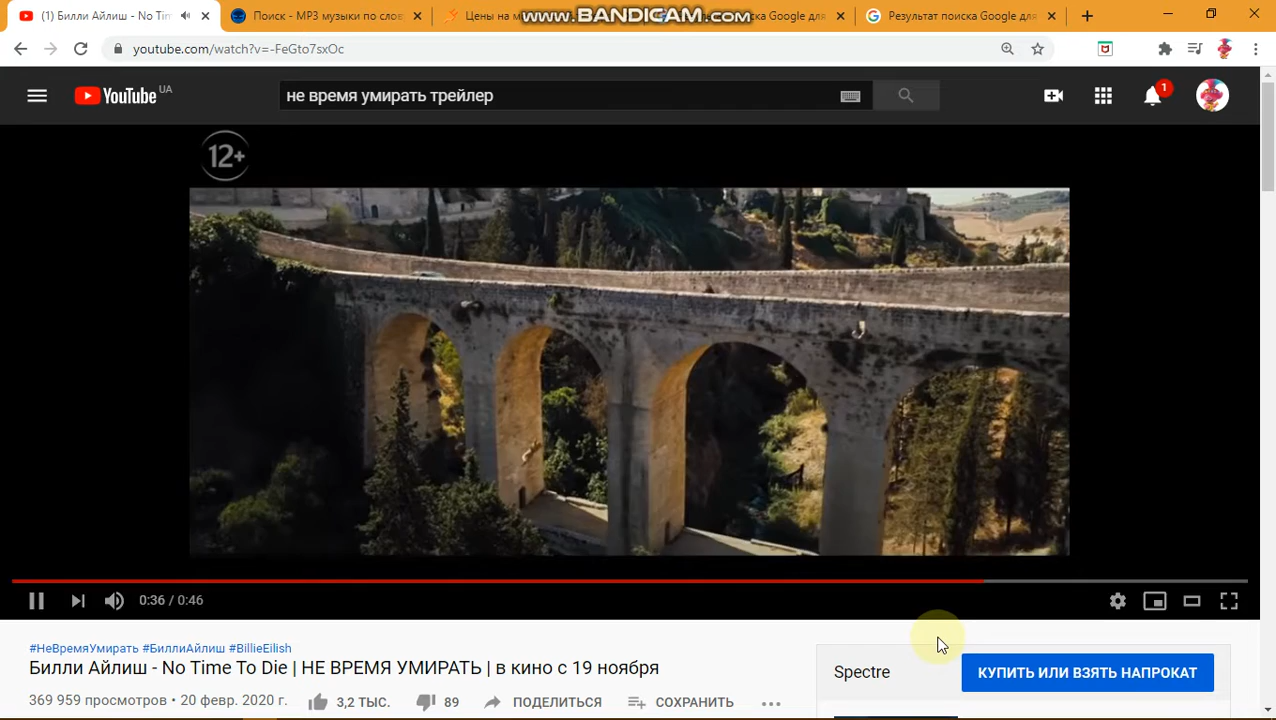 (1) Билли Айлиш - No Tim
Поиск - MP3 музыки по слов
Цены на м
www.BANDICAM.com
ска Google для
Результат поиска Google для
youtube.com/watch?v=-FeGto7sxOc
YouTube UA
не время умирать трейлер
1
12+
0:36 / 0:46
#НеВремяУмирать #БиллиАйлиш #BillieEilish
Билли Айлиш - No Time To Die | НЕ ВРЕМЯ УМИРАТЬ | в кино с 19 ноября
Spectre
КУПИТЬ ИЛИ ВЗЯТЬ НАПРОКАТ
369 959 просмотров • 20 февр. 2020 г.
3,2 ТЫС.
89
ПОДЕЛИТЬСЯ
СОХРАНИТЬ